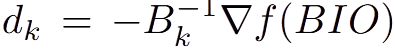 d_k = −B_k^{−1}∇f(BIO)